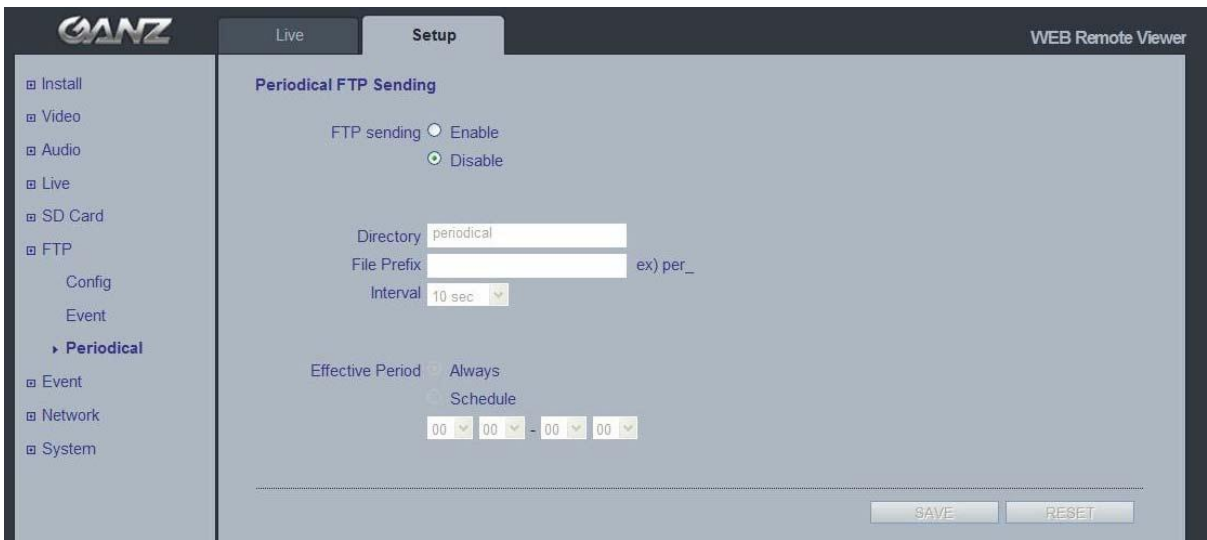 GANZ
Live
Setup
WEB Remote Viewer
Install
Video
Audio
Live
SD Card
FTP
Config
Event
Periodical
Event
Network
System
Periodical FTP Sending
FTP sending Enable
Disable
Directory periodical
File Prefix ex) per_
Interval 10 sec
Effective Period Always
Schedule
00 00 - 00 00
SAVE RESET